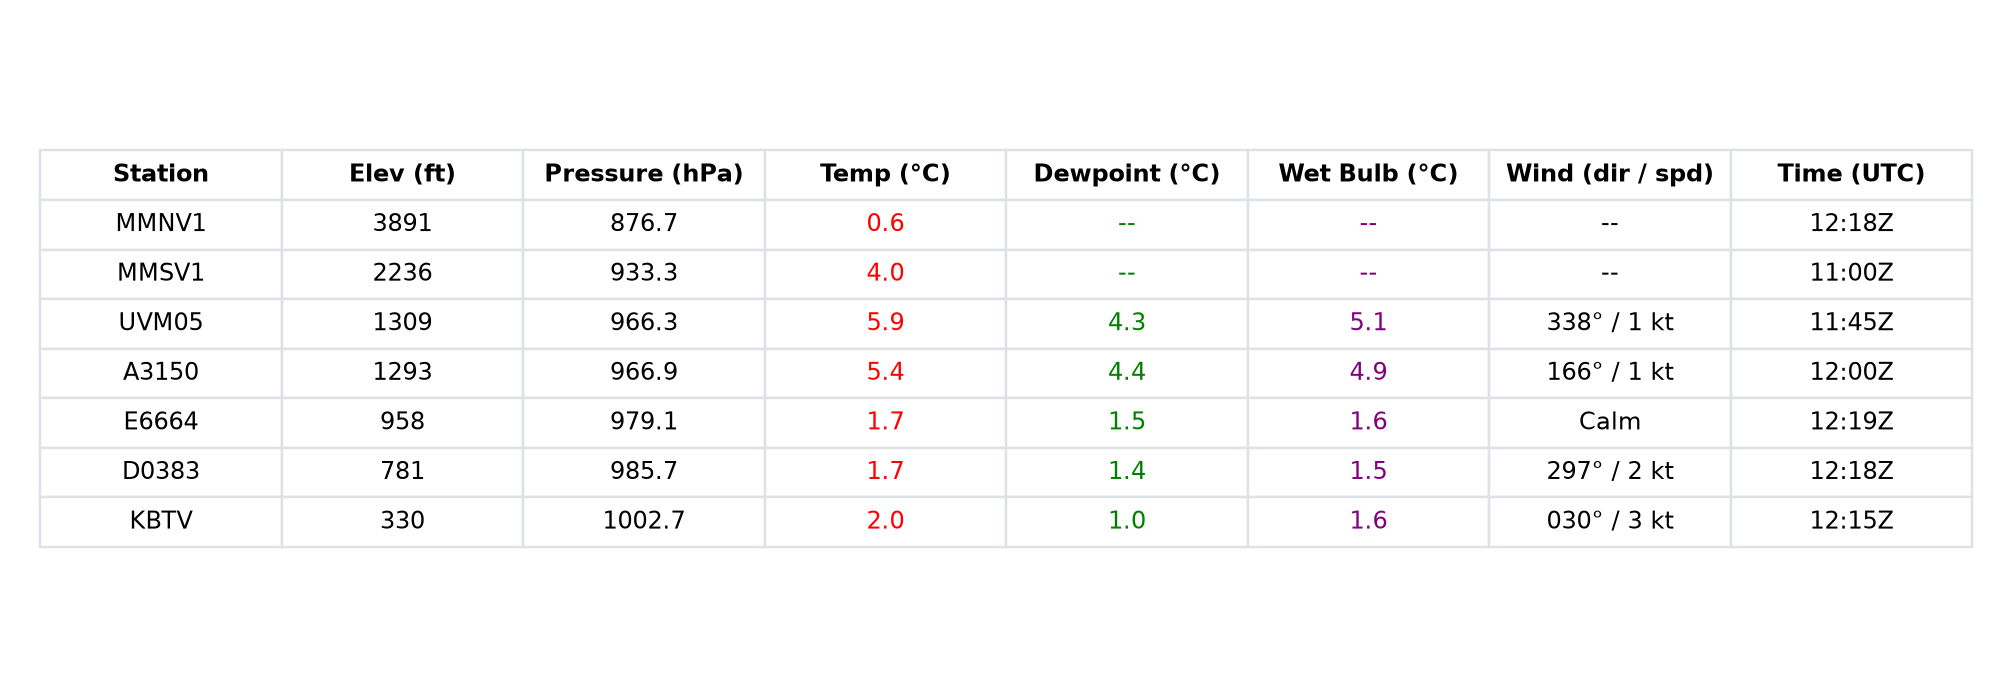 Station Elev (ft) Pressure (hPa) Temp (°C) Dewpoint (°C) Wet Bulb (°C) Wind (dir / spd) Time (UTC)
MMNV1 3891 876.7 0.6 -- -- -- 12:18Z
MMSV1 2236 933.3 4.0 -- -- -- 11:00Z
UVM05 1309 966.3 5.9 4.3 5.1 338° / 1 kt 11:45Z
A3150 1293 966.9 5.4 4.4 4.9 166° / 1 kt 12:00Z
E6664 958 979.1 1.7 1.5 1.6 Calm 12:19Z
D0383 781 985.7 1.7 1.4 1.5 297° / 2 kt 12:18Z
KBTV 330 1002.7 2.0 1.0 1.6 030° / 3 kt 12:15Z